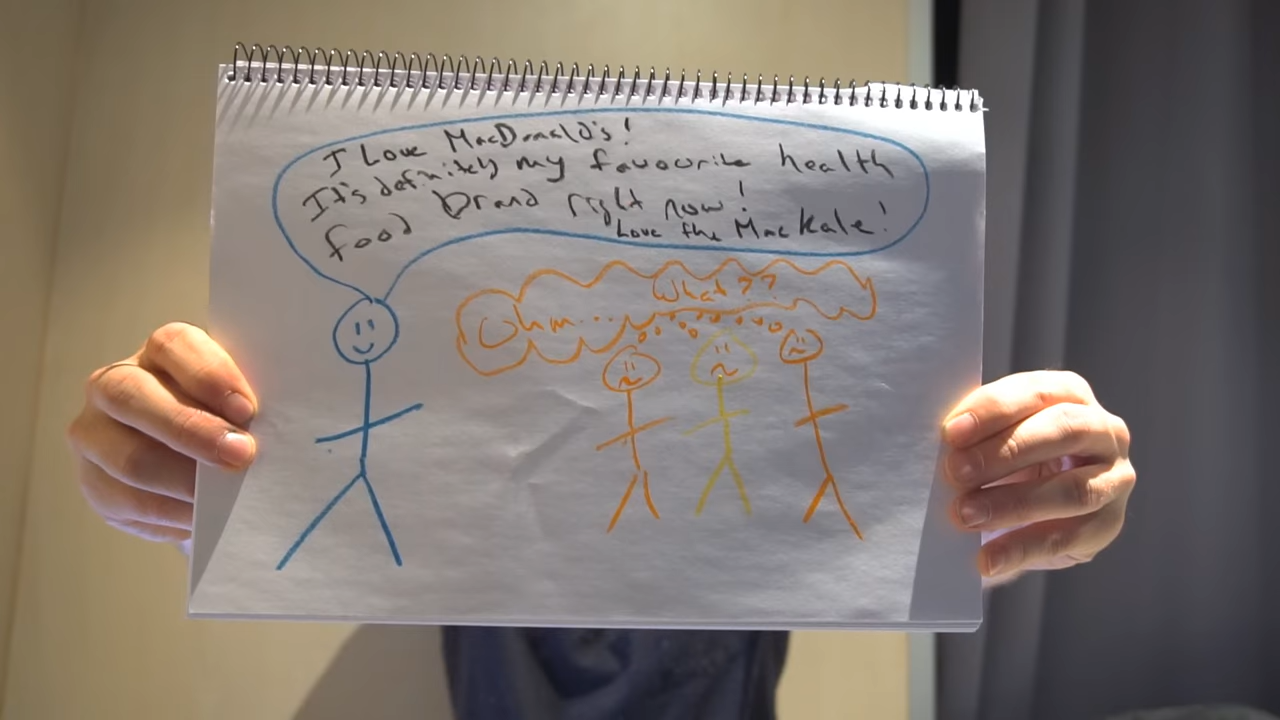 I Love MacDonald's!
It's definitely my favourite health
food brand right now!
Love the MacKale!
What??
Uhm...